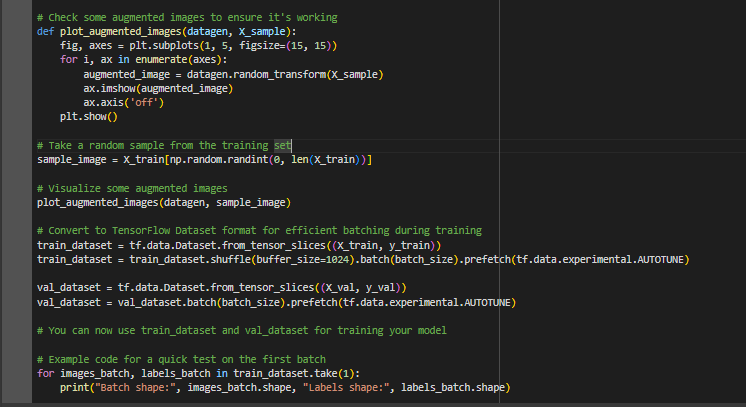 # Check some augmented images to ensure it's working
def plot_augmented_images(datagen, X_sample):
    fig, axes = plt.subplots(1, 5, figsize=(15, 15))
    for i, ax in enumerate(axes):
        augmented_image = datagen.random_transform(X_sample)
        ax.imshow(augmented_image)
        ax.axis('off')
    plt.show()
# Take a random sample from the training set
sample_image = X_train[np.random.randint(0, len(X_train))]
# Visualize some augmented images
plot_augmented_images(datagen, sample_image)
# Convert to TensorFlow Dataset format for efficient batching during training
train_dataset = tf.data.Dataset.from_tensor_slices((X_train, y_train))
train_dataset = train_dataset.shuffle(buffer_size=1024).batch(batch_size).prefetch(tf.data.experimental.AUTOTUNE)
val_dataset = tf.data.Dataset.from_tensor_slices((X_val, y_val))
val_dataset = val_dataset.batch(batch_size).prefetch(tf.data.experimental.AUTOTUNE)
# You can now use train_dataset and val_dataset for training your model
# Example code for a quick test on the first batch
for images_batch, labels_batch in train_dataset.take(1):
    print("Batch shape:", images_batch.shape, "Labels shape:", labels_batch.shape)